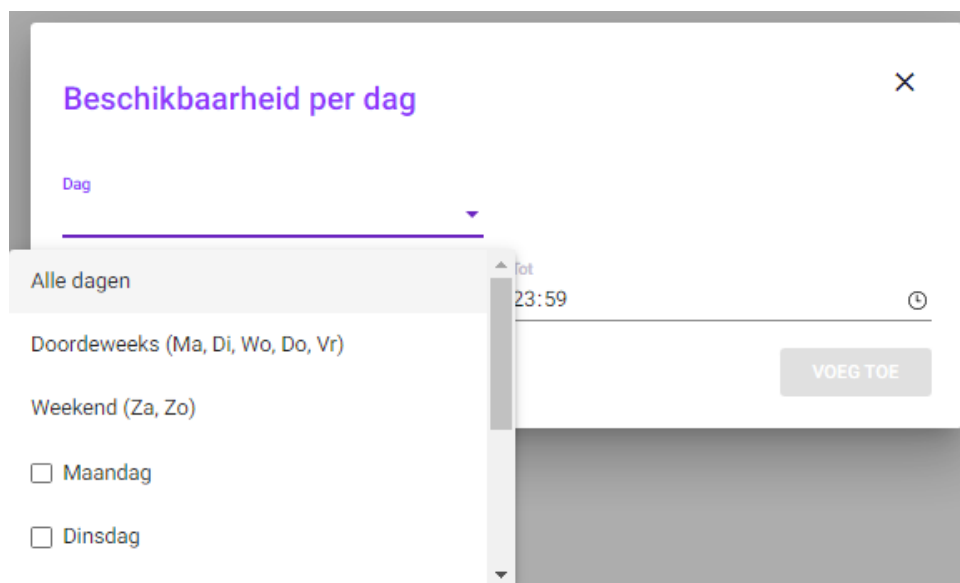 Beschikbaarheid per dag
Dag
Alle dagen
Tot
23:59
Doordeweeks (Ma, Di, Wo, Do, Vr)
VOEG TOE
Weekend (Za, Zo)
Maandag
Dinsdag